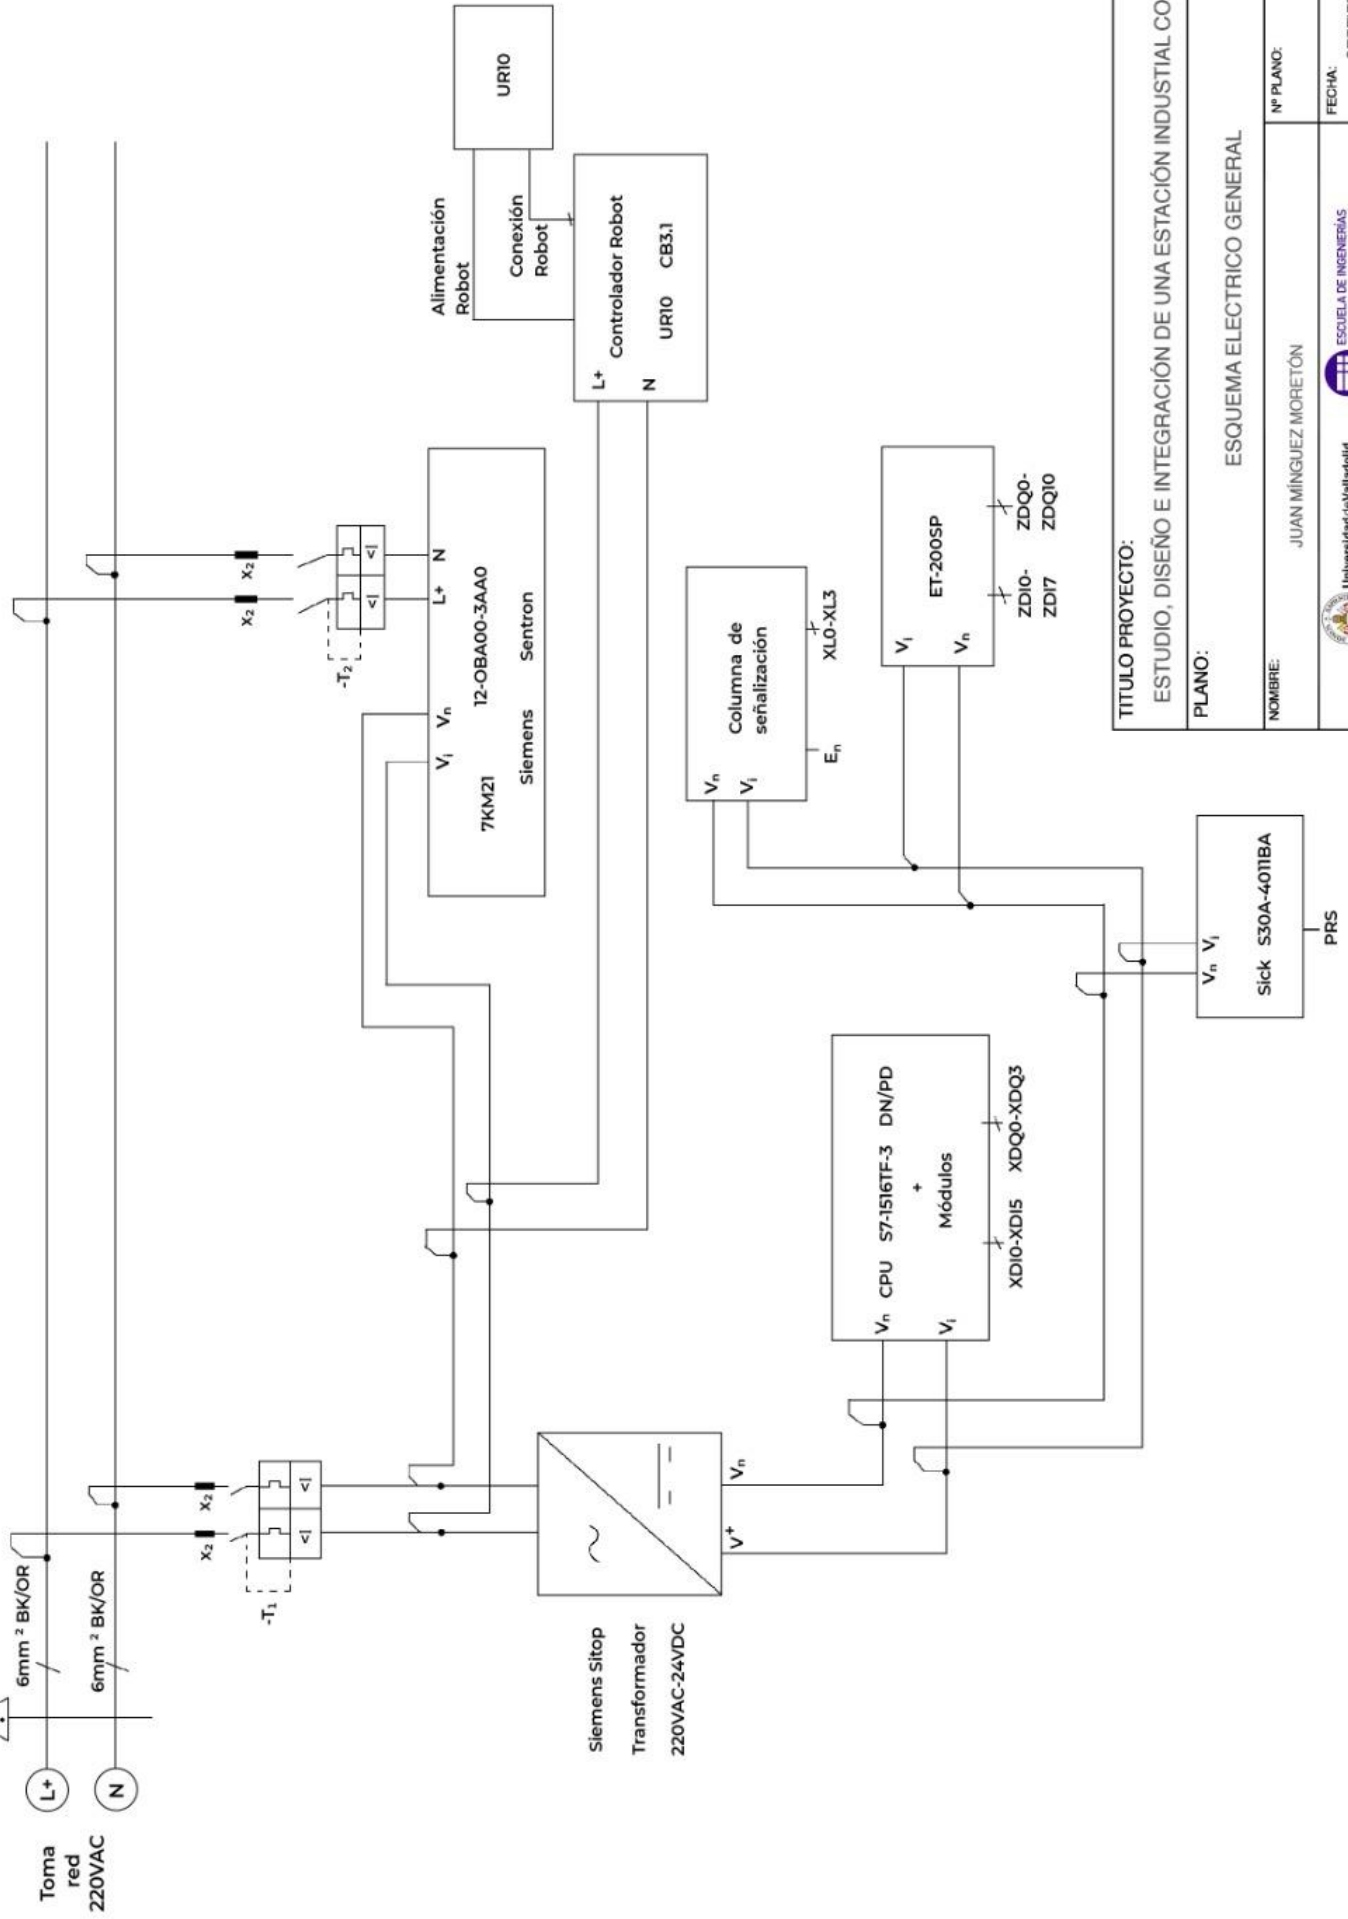 Toma
red
220VAC
L+
N
6mm ² BK/OR
6mm ² BK/OR
X₂
X₂
-T₁
<I
<I
X₂
X₂
-T₂
<I
<I
Siemens Sitop
Transformador
220VAC-24VDC
V⁺
Vₙ
Vᵢ
Vₙ
L+
N
7KM21
12-OBA00-3AA0
Siemens
Sentron
Alimentación
Robot
Conexión
Robot
UR10
L+
N
Controlador Robot
UR10
CB3.1
Vₙ
Vᵢ
CPU S7-1516TF-3 DN/PD
+
Módulos
XDI0-XDI5
XDQ0-XDQ3
Vₙ
Vᵢ
Columna de
señalización
Eₙ
XL0-XL3
Vᵢ
Vₙ
ET-200SP
ZDI0-
ZDI7
ZDQ0-
ZDQ10
Vₙ
Vᵢ
Sick S30A-4011BA
PRS
TITULO PROYECTO:
ESTUDIO, DISEÑO E INTEGRACIÓN DE UNA ESTACIÓN INDUSTIAL CO
PLANO:
ESQUEMA ELECTRICO GENERAL
NOMBRE:
JUAN MÍNGUEZ MORETÓN
Nº PLANO:
FECHA:
UniversidaddeValladolid
ESCUELA DE INGENIERÍAS